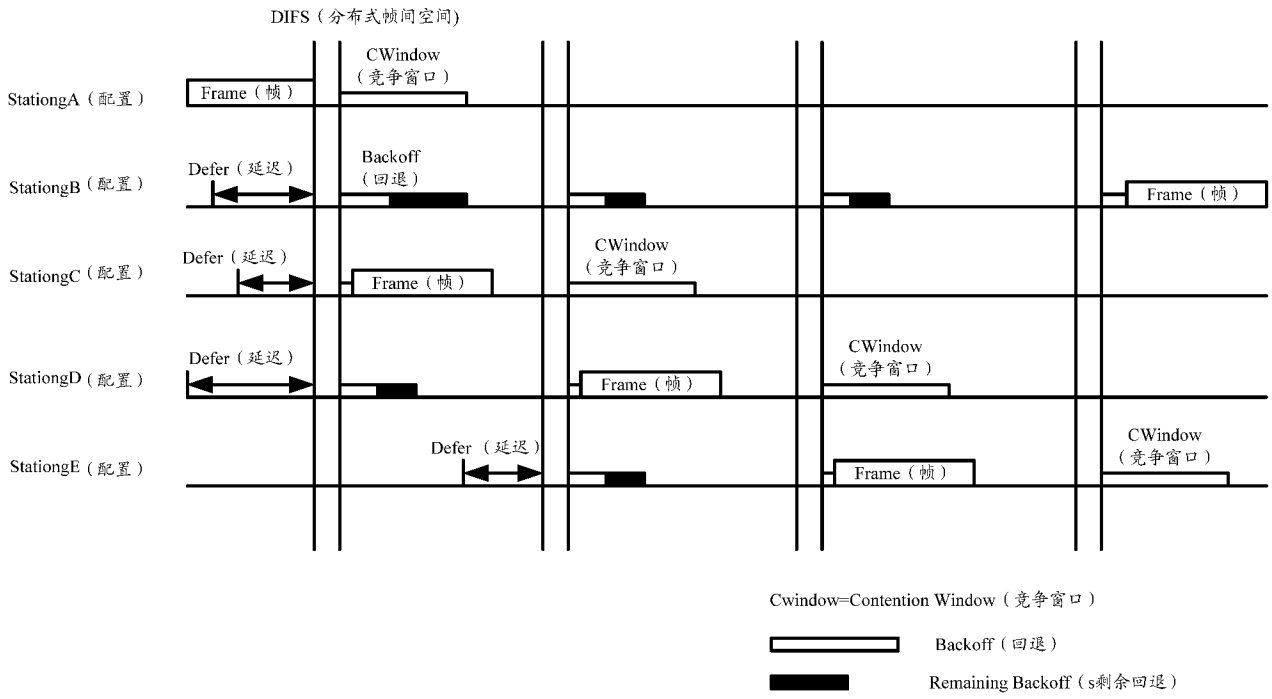 DIFS（分布式帧间空间)
CWindow
（竞争窗口）
StationgA（配置）
Frame（帧）
Defer（延迟）
Backoff
（回退）
StationgB（配置）
Frame（帧）
Defer（延迟）
CWindow
（竞争窗口）
StationgC（配置）
Frame（帧）
Defer（延迟）
CWindow
（竞争窗口）
StationgD（配置）
Frame（帧）
Defer（延迟）
CWindow
（竞争窗口）
StationgE（配置）
Frame（帧）
Cwindow=Contention Window（竞争窗口）
Backoff（回退）
Remaining Backoff（s剩余回退）